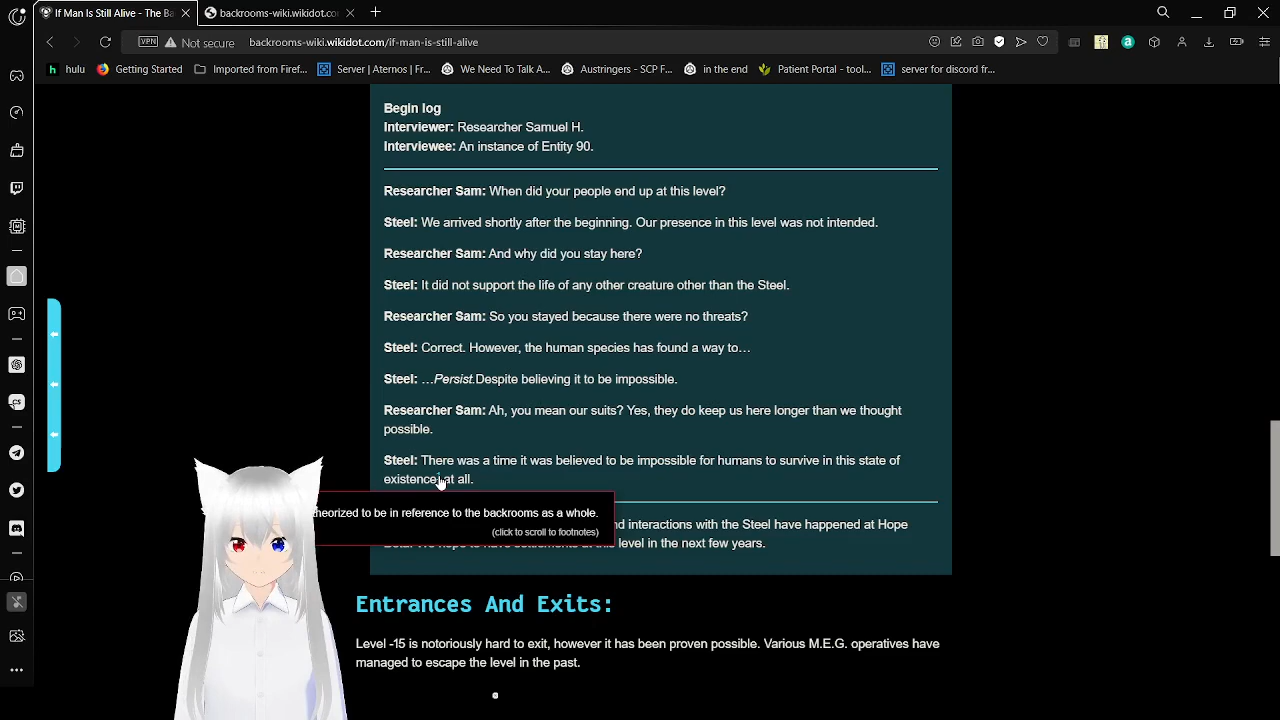 If Man Is Still Alive - The Ba
backrooms-wiki.wikidot.co
VPN
Not secure
backrooms-wiki.wikidot.com/if-man-is-still-alive
hulu
Getting Started
Imported from Firef...
Server | Aternos | Fr...
We Need To Talk A...
Austringers - SCP F...
in the end
Patient Portal - tool...
server for discord fr...
Begin log
Interviewer: Researcher Samuel H.
Interviewee: An instance of Entity 90.
Researcher Sam: When did your people end up at this level?
Steel: We arrived shortly after the beginning. Our presence in this level was not intended.
Researcher Sam: And why did you stay here?
Steel: It did not support the life of any other creature other than the Steel.
Researcher Sam: So you stayed because there were no threats?
Steel: Correct. However, the human species has found a way to…
Steel: …Persist.Despite believing it to be impossible.
Researcher Sam: Ah, you mean our suits? Yes, they do keep us here longer than we thought
possible.
Steel: There was a time it was believed to be impossible for humans to survive in this state of
existence at all.
heorized to be in reference to the backrooms as a whole.
(click to scroll to footnotes)
nd interactions with the Steel have happened at Hope
level in the next few years.
Entrances And Exits:
Level -15 is notoriously hard to exit, however it has been proven possible. Various M.E.G. operatives have
managed to escape the level in the past.